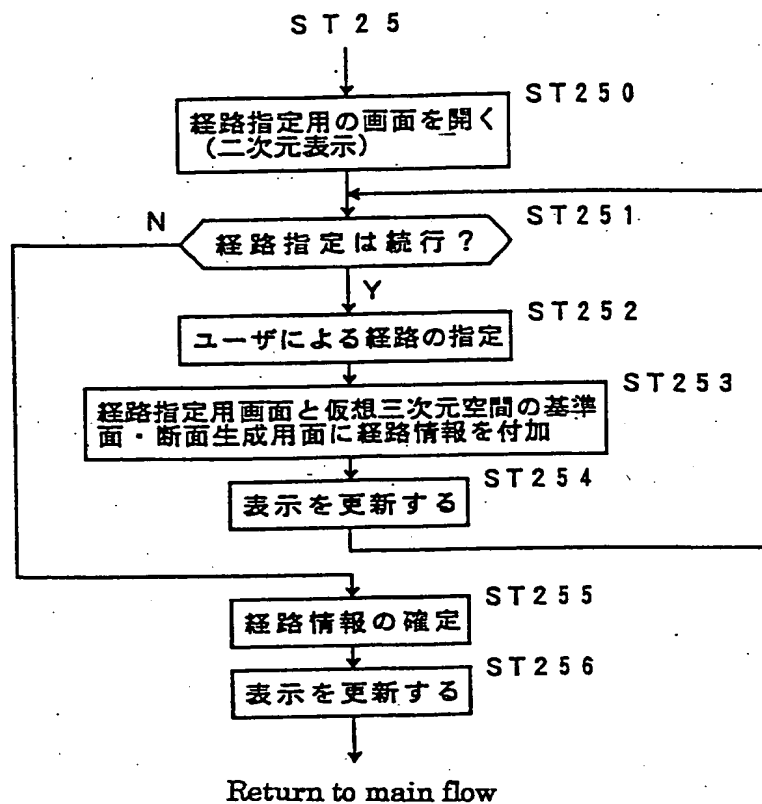 ST25
ST250
経路指定用の画面を開く
(二次元表示)
ST251
N
経路指定は続行？
Y
ST252
ユーザによる経路の指定
ST253
経路指定用画面と仮想三次元空間の基準
面・断面生成用面に経路情報を付加
ST254
表示を更新する
ST255
経路情報の確定
ST256
表示を更新する
Return to main flow